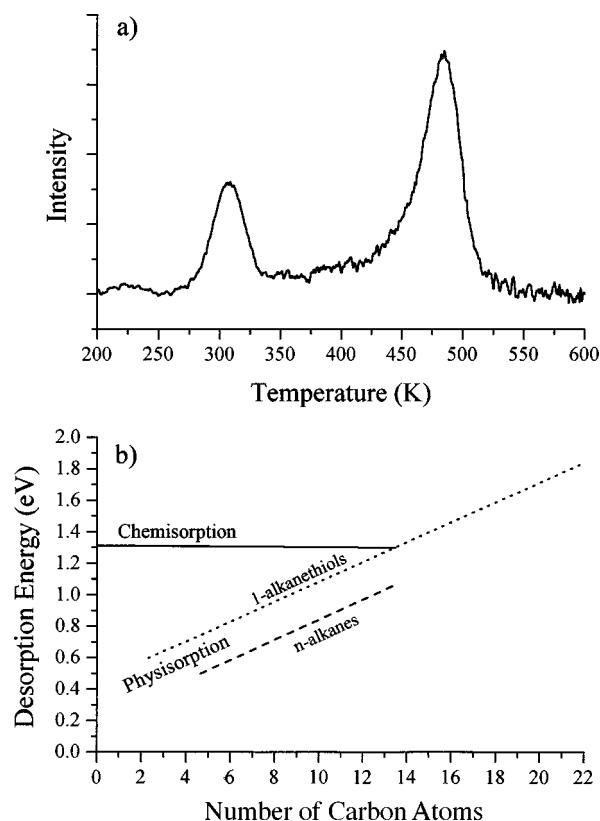 a)
Intensity
200 250 300 350 400 450 500 550 600
Temperature (K)
b)
Desorption Energy (eV)
2.0
1.8
1.6
1.4
1.2
1.0
0.8
0.6
0.4
0.2
0.0
Chemisorption
1-alkanethiols
Physisorption
n-alkanes
0 2 4 6 8 10 12 14 16 18 20 22
Number of Carbon Atoms